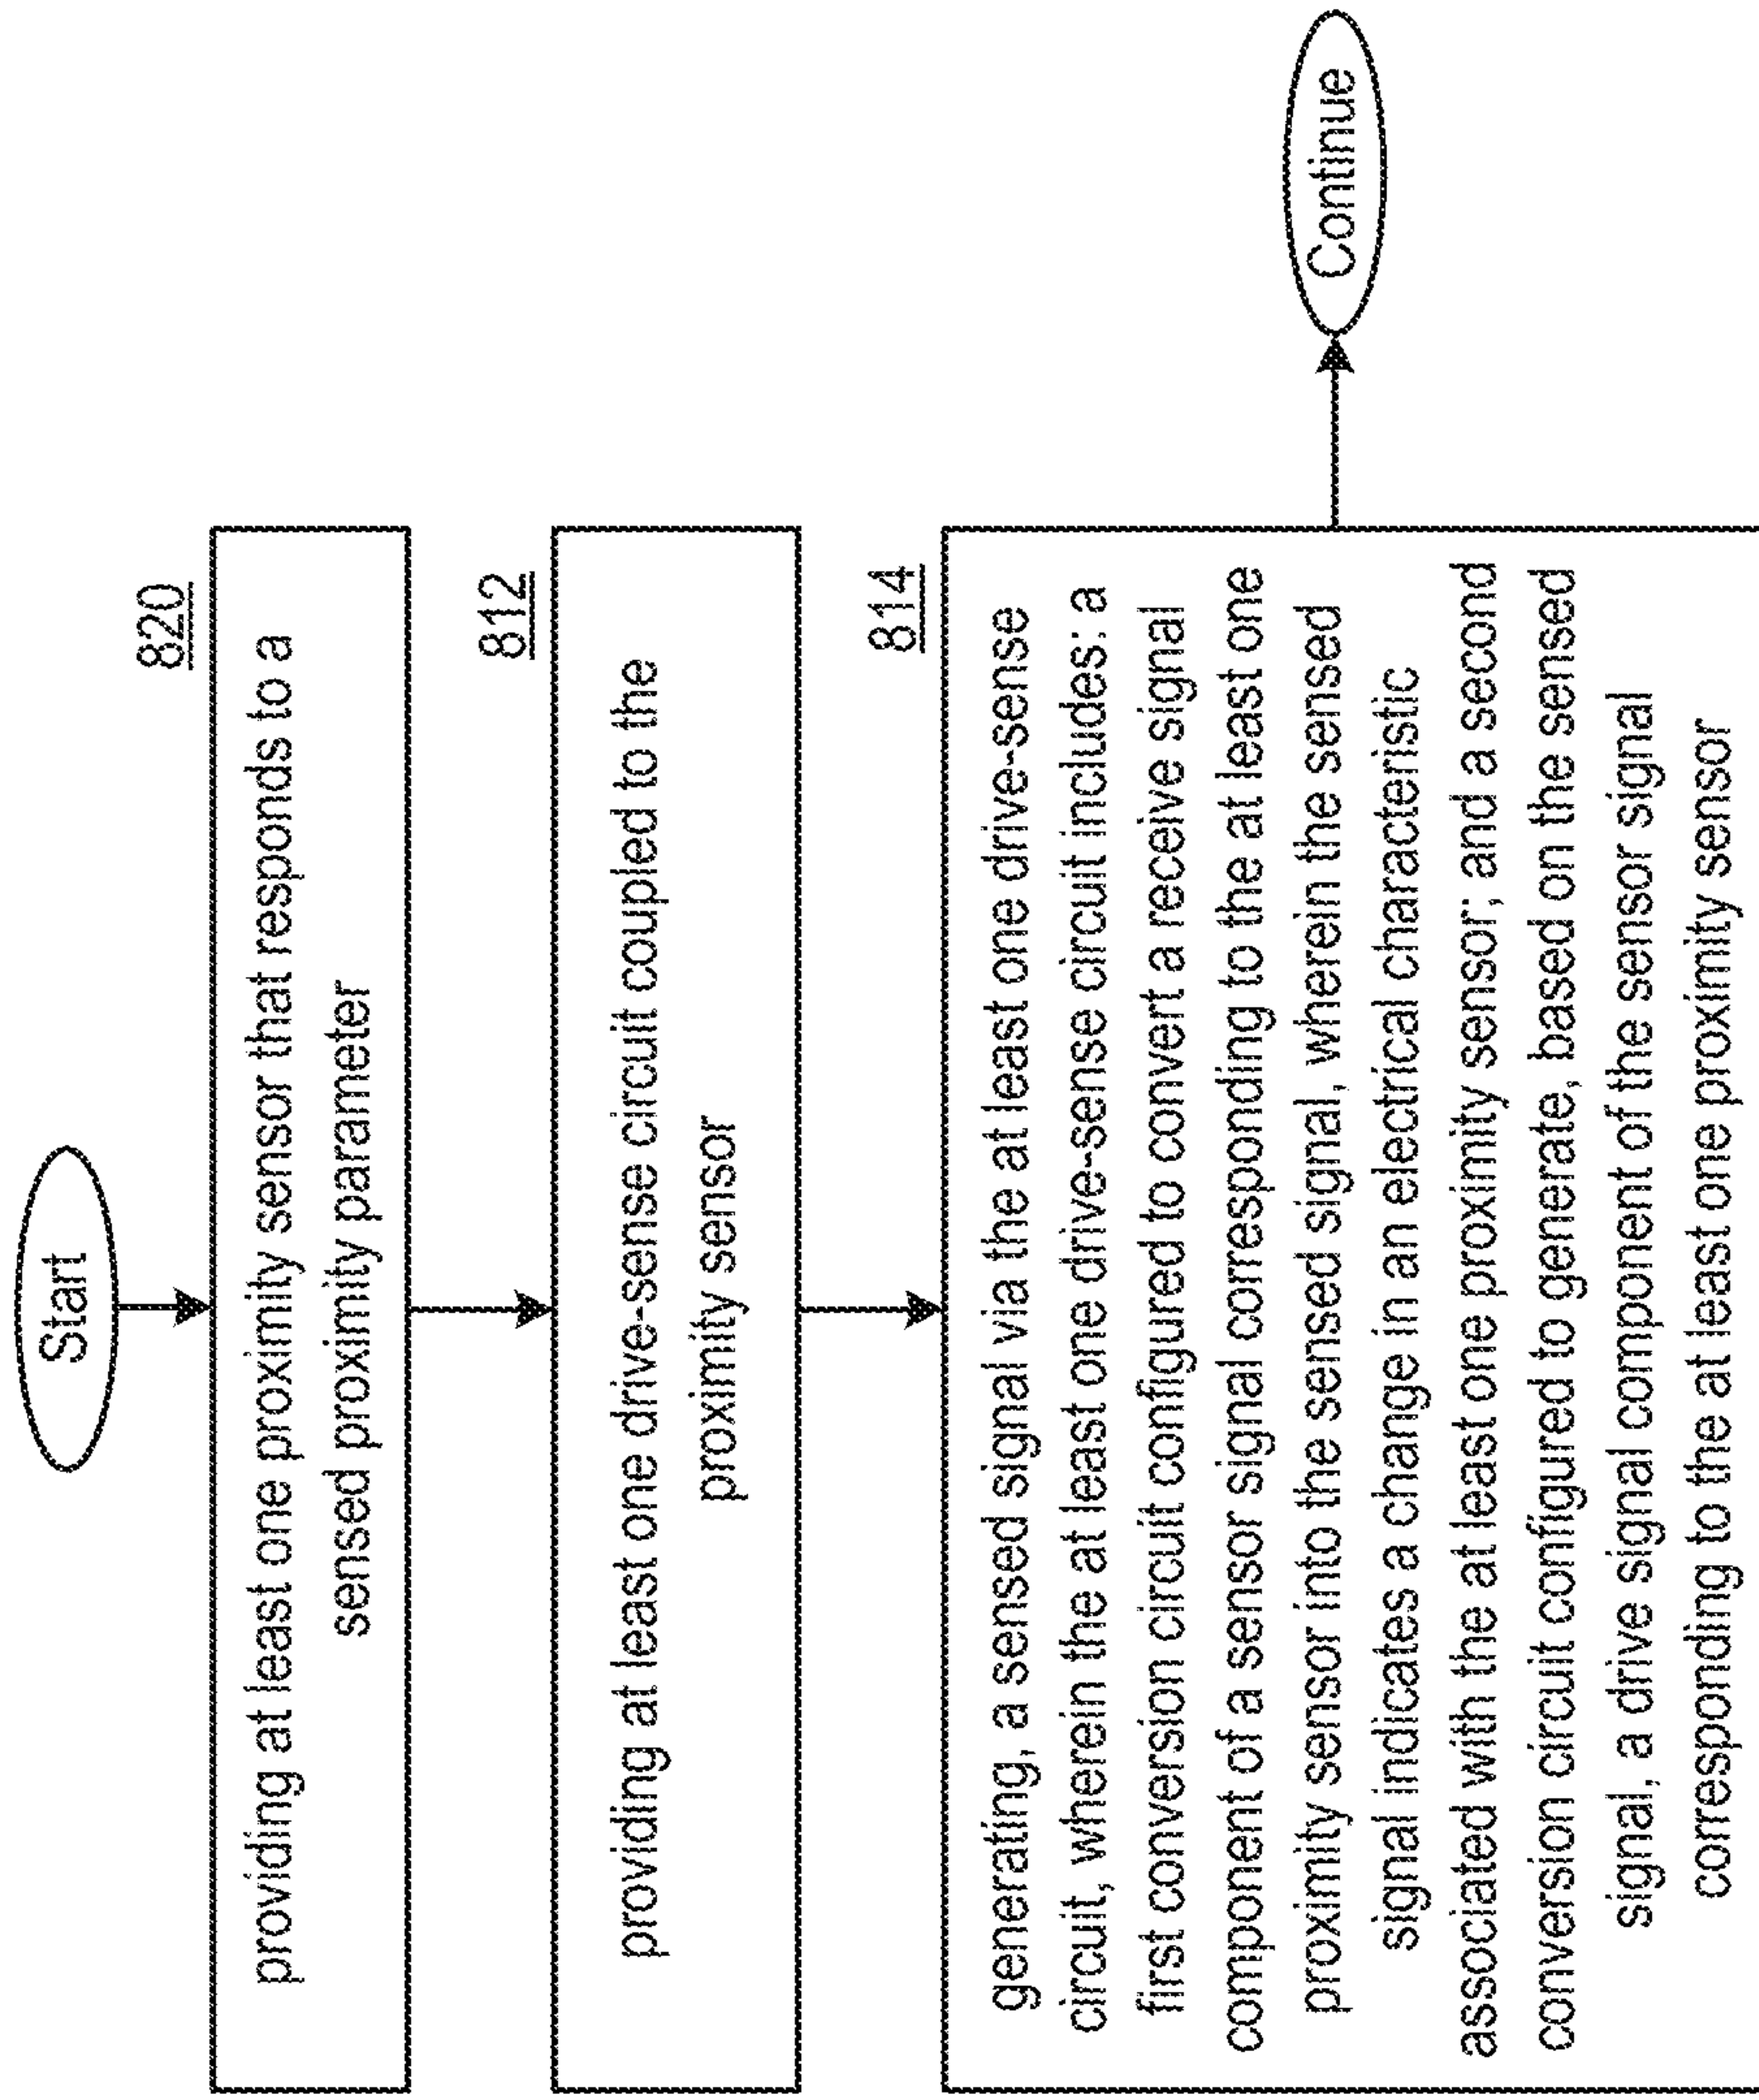 Start
820
providing at least one proximity sensor that responds to a
sensed proximity parameter
812
providing at least one drive-sense circuit coupled to the
proximity sensor
814
generating, a sensed signal via the at least one drive-sense
circuit, wherein the at least one drive-sense circuit includes: a
first conversion circuit configured to convert a receive signal
component of a sensor signal corresponding to the at least one
proximity sensor into the sensed signal, wherein the sensed
signal indicates a change in an electrical characteristic
associated with the at least one proximity sensor; and a second
conversion circuit configured to generate, based on the sensed
signal, a drive signal component of the sensor signal
corresponding to the at least one proximity sensor
Continue